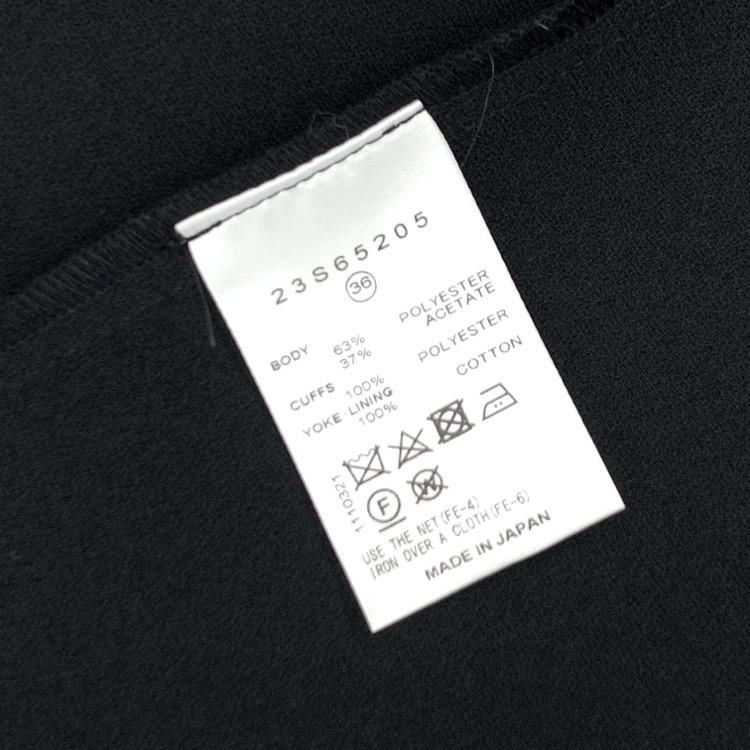 23S65205
36
BODY 63% POLYESTER
37% ACETATE
CUFFS 100% POLYESTER
YOKE·LINING
100% COTTON
1110321
F
W
USE THE NET(FE-4)
IRON OVER A CLOTH(FE-6)
MADE IN JAPAN